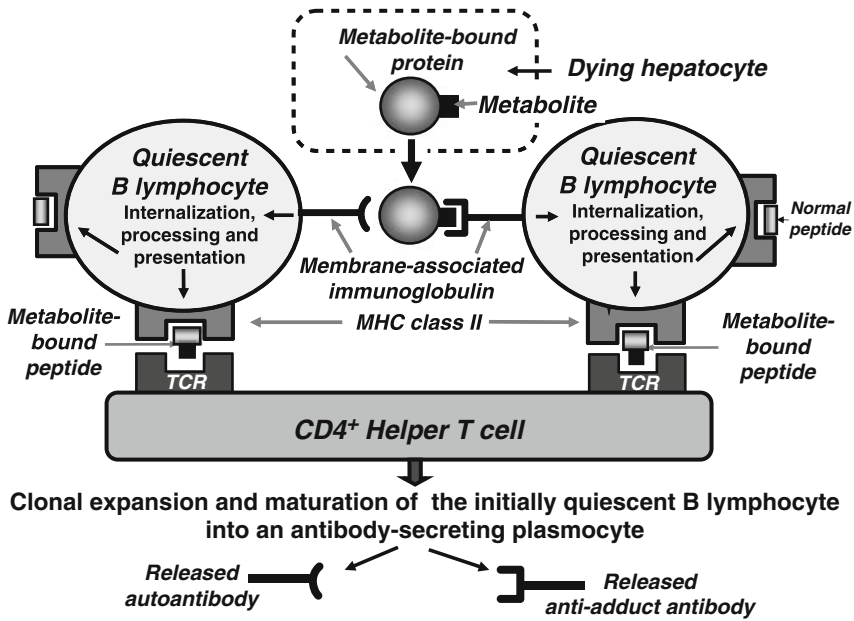 Metabolite-bound
protein
Dying hepatocyte
Metabolite
Quiescent
B lymphocyte
Internalization,
processing and
presentation
Quiescent
B lymphocyte
Internalization,
processing and
presentation
Normal
peptide
Membrane-associated
immunoglobulin
MHC class II
Metabolite-
bound
peptide
Metabolite-
bound
peptide
TCR
TCR
CD4⁺ Helper T cell
Clonal expansion and maturation of the initially quiescent B lymphocyte
into an antibody-secreting plasmocyte
Released
autoantibody
Released
anti-adduct antibody